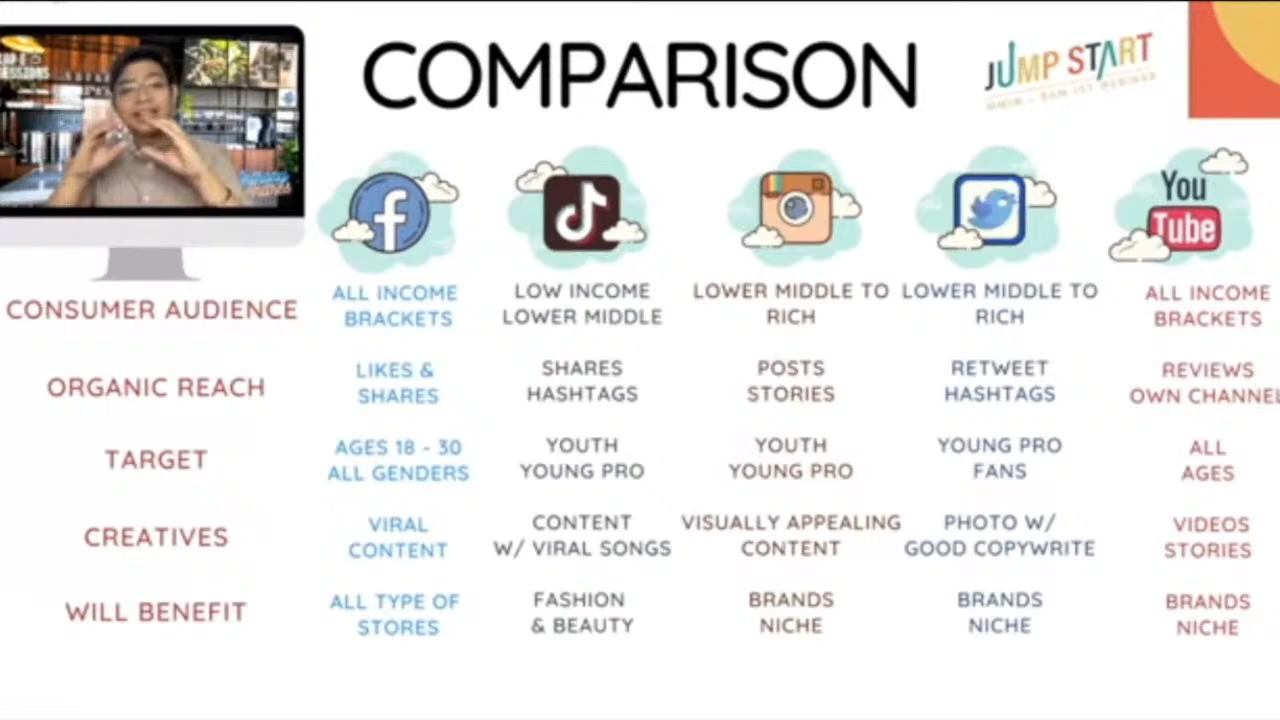 COMPARISON
JUMP START
You
Tube
CONSUMER AUDIENCE
ALL INCOME
BRACKETS
LOW INCOME
LOWER MIDDLE
LOWER MIDDLE TO
RICH
LOWER MIDDLE TO
RICH
ALL INCOME
BRACKETS
ORGANIC REACH
LIKES &
SHARES
SHARES
HASHTAGS
POSTS
STORIES
RETWEET
HASHTAGS
REVIEWS
OWN CHANNEL
TARGET
AGES 18 - 30
ALL GENDERS
YOUTH
YOUNG PRO
YOUTH
YOUNG PRO
YOUNG PRO
FANS
ALL
AGES
CREATIVES
VIRAL
CONTENT
CONTENT
W/ VIRAL SONGS
VISUALLY APPEALING
CONTENT
PHOTO W/
GOOD COPYWRITE
VIDEOS
STORIES
WILL BENEFIT
ALL TYPE OF
STORES
FASHION
& BEAUTY
BRANDS
NICHE
BRANDS
NICHE
BRANDS
NICHE